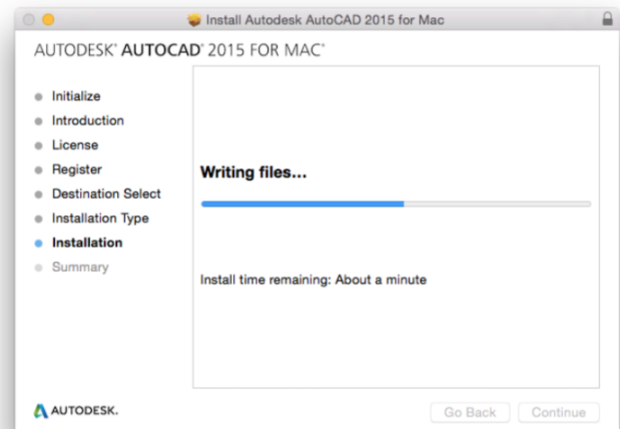 Install Autodesk AutoCAD 2015 for Mac
AUTODESK® AUTOCAD® 2015 FOR MAC®
Initialize
Introduction
License
Register
Destination Select
Installation Type
Installation
Summary
Writing files...
Install time remaining: About a minute
AUTODESK.
Go Back
Continue